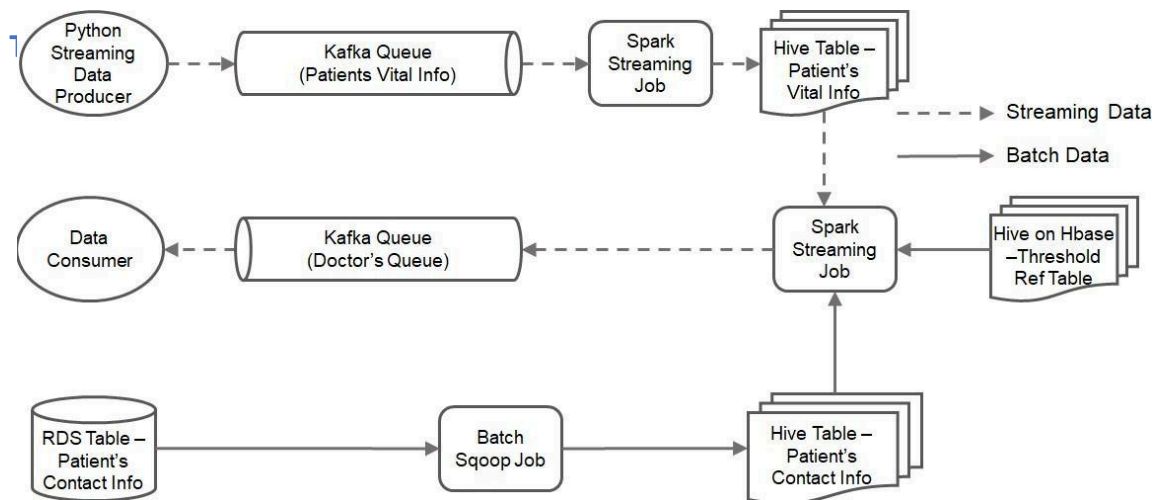 Python
Streaming
Data
Producer
Kafka Queue
(Patients Vital Info)
Spark
Streaming
Job
Hive Table –
Patient's
Vital Info
Streaming Data
Batch Data
Data
Consumer
Kafka Queue
(Doctor's Queue)
Spark
Streaming
Job
Hive on Hbase
–Threshold
Ref Table
RDS Table –
Patient's
Contact Info
Batch
Sqoop Job
Hive Table –
Patient's
Contact Info